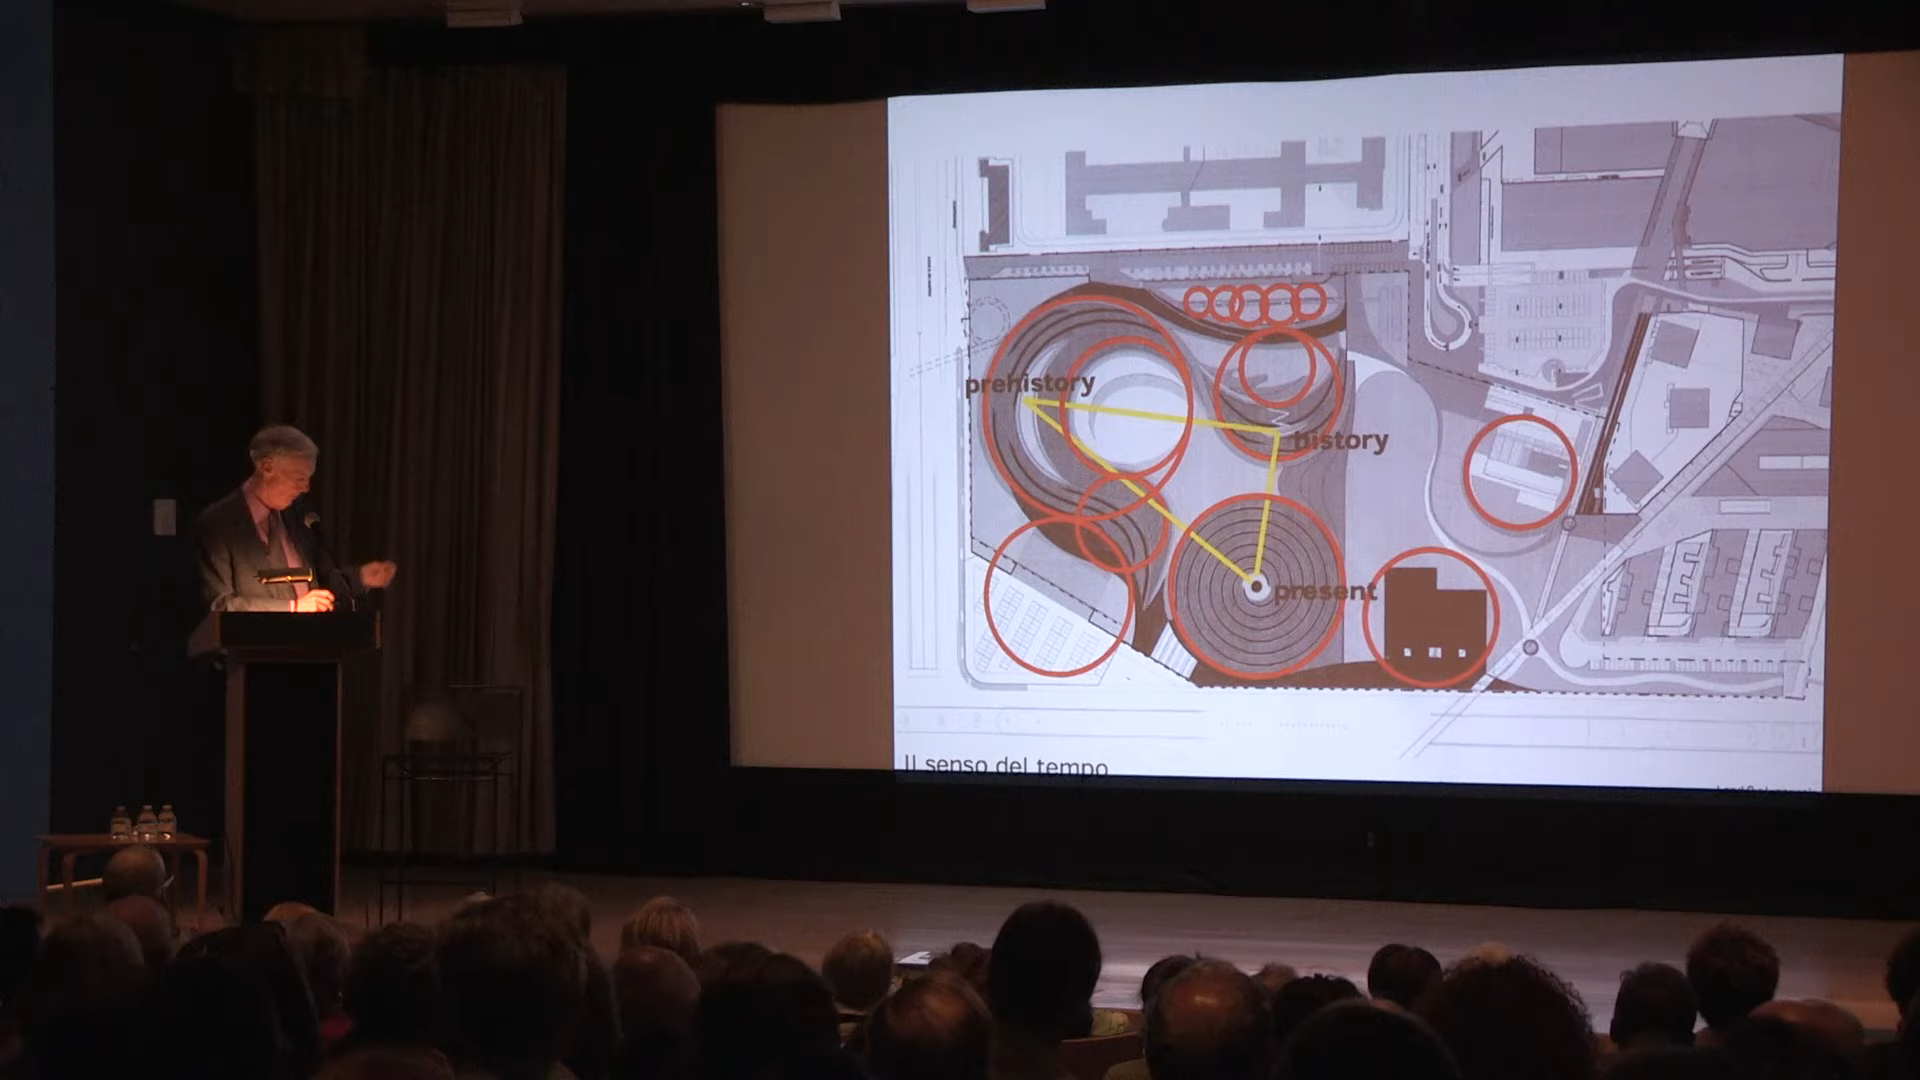 prehistory
history
present
Il senso del tempo